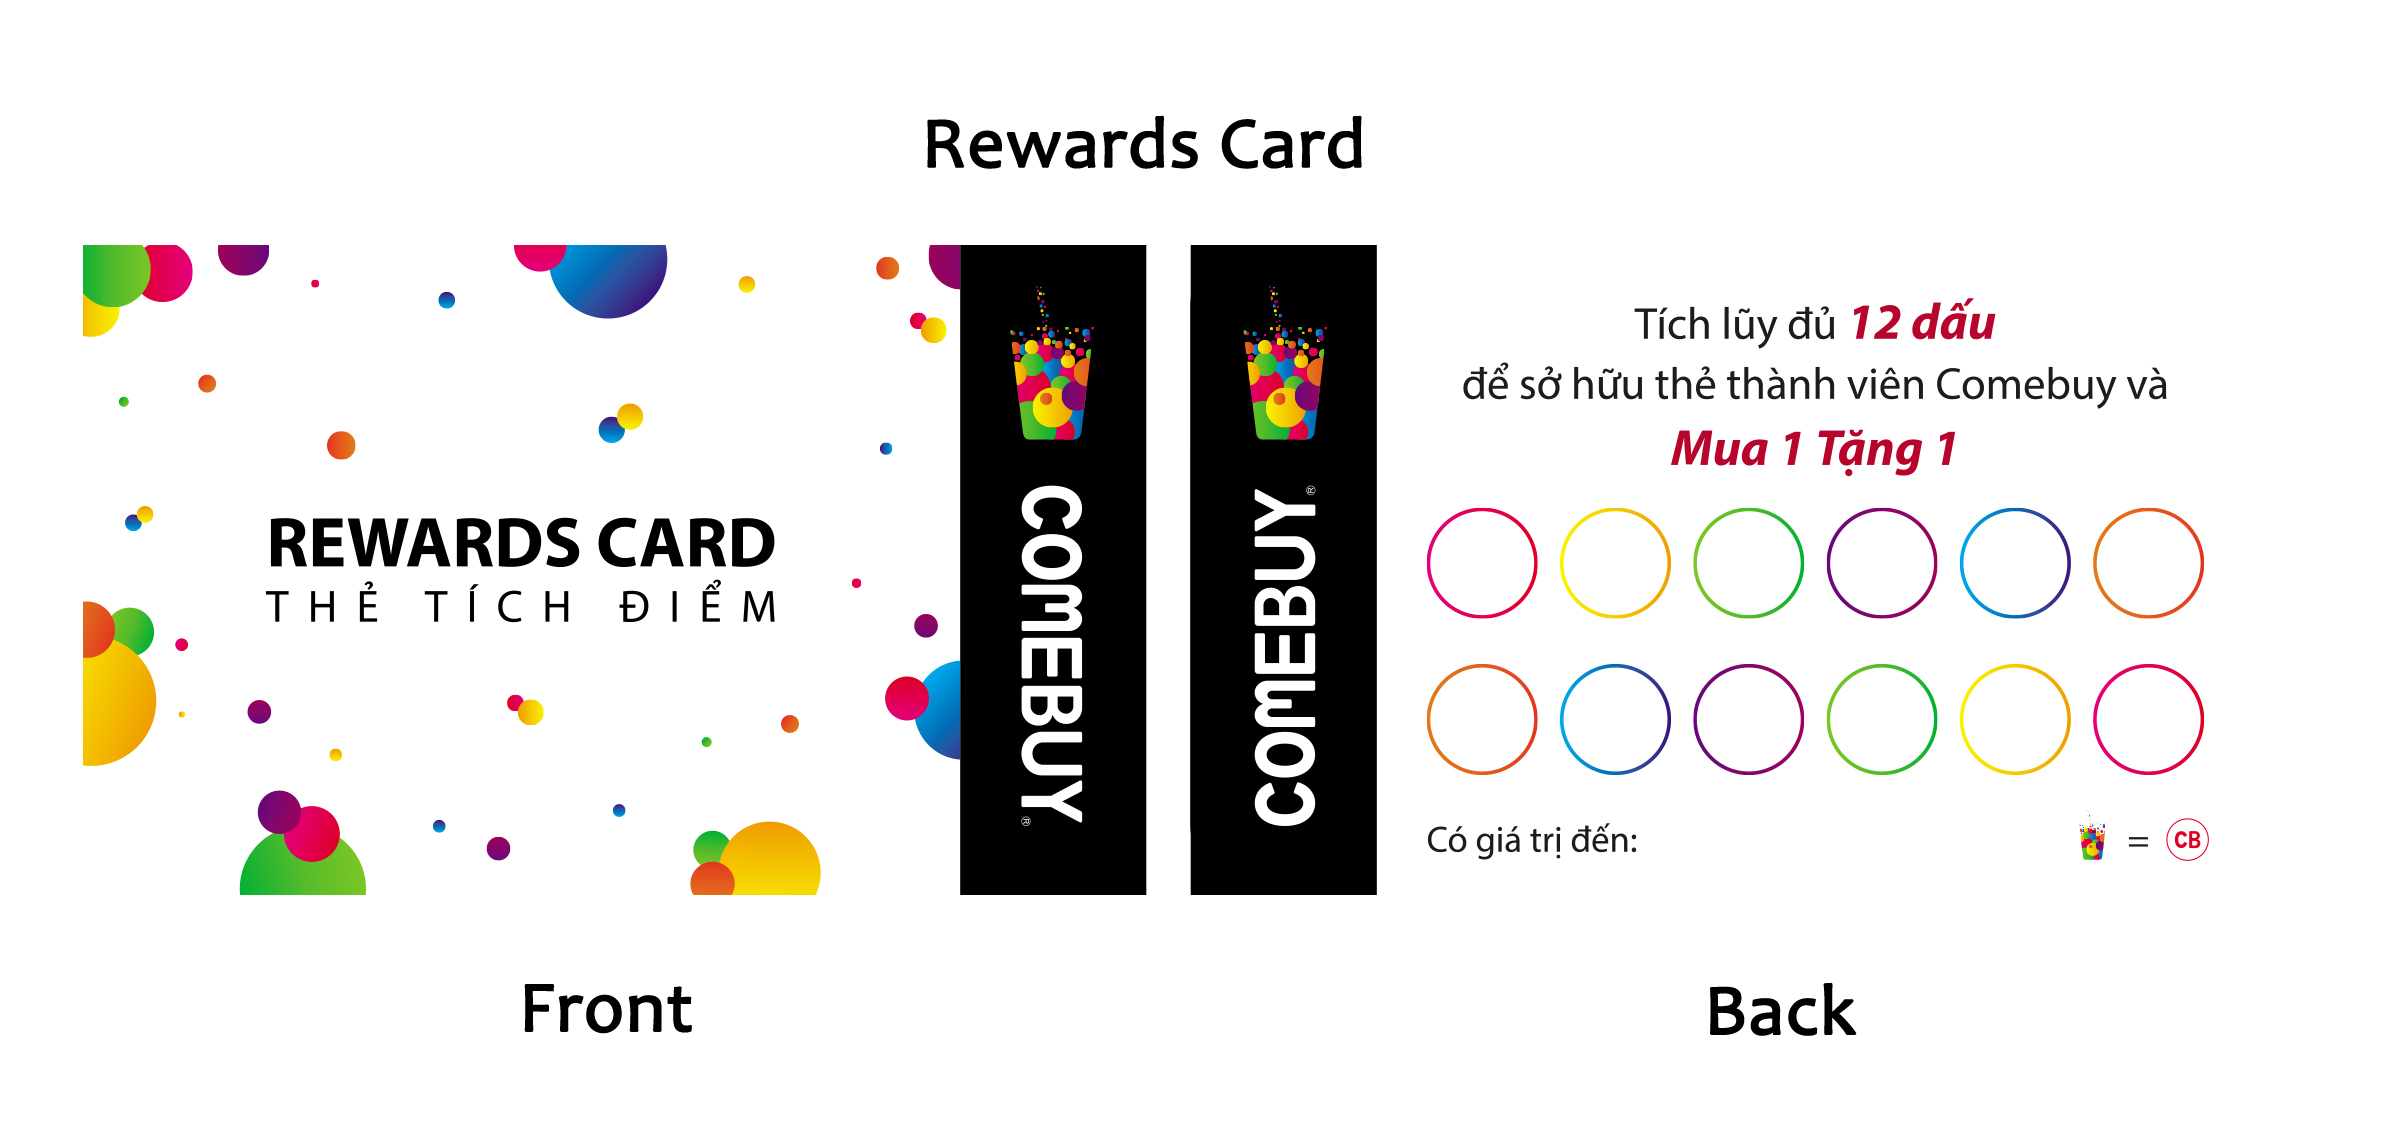 Rewards Card
REWARDS CARD
THẺ TÍCH ĐIỂM
COMEBUY®
COMEBUY®
Tích lũy đủ 12 dấu
để sở hữu thẻ thành viên Comebuy và
Mua 1 Tặng 1
Có giá trị đến:
= CB
Front
Back